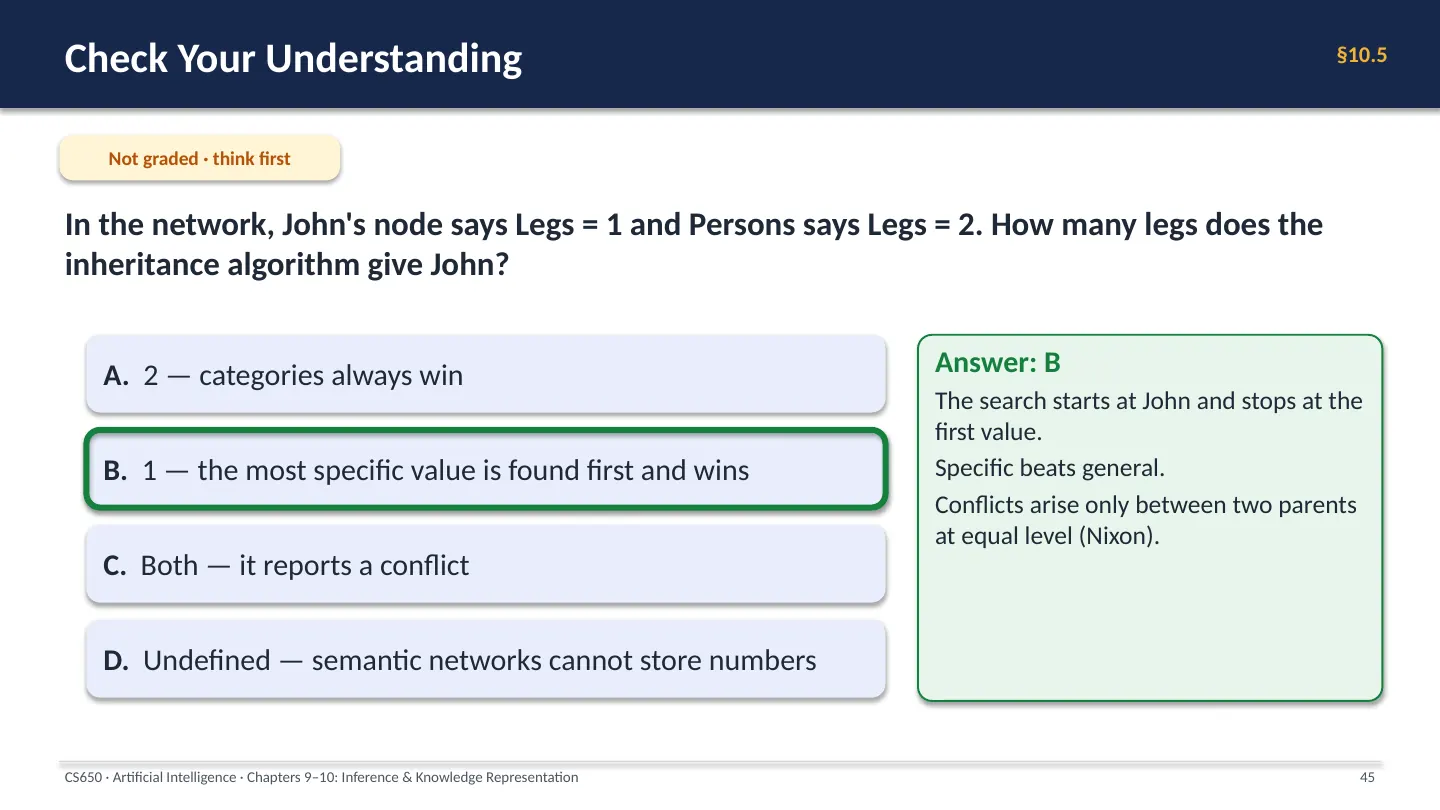 Check Your Understanding
§10.5
Not graded · think first
In the network, John's node says Legs = 1 and Persons says Legs = 2. How many legs does the
inheritance algorithm give John?
A. 2 — categories always win
B. 1 — the most specific value is found first and wins
C. Both — it reports a conflict
D. Undefined — semantic networks cannot store numbers
Answer: B
The search starts at John and stops at the
first value.
Specific beats general.
Conflicts arise only between two parents
at equal level (Nixon).
CS650 · Artificial Intelligence · Chapters 9–10: Inference & Knowledge Representation
45